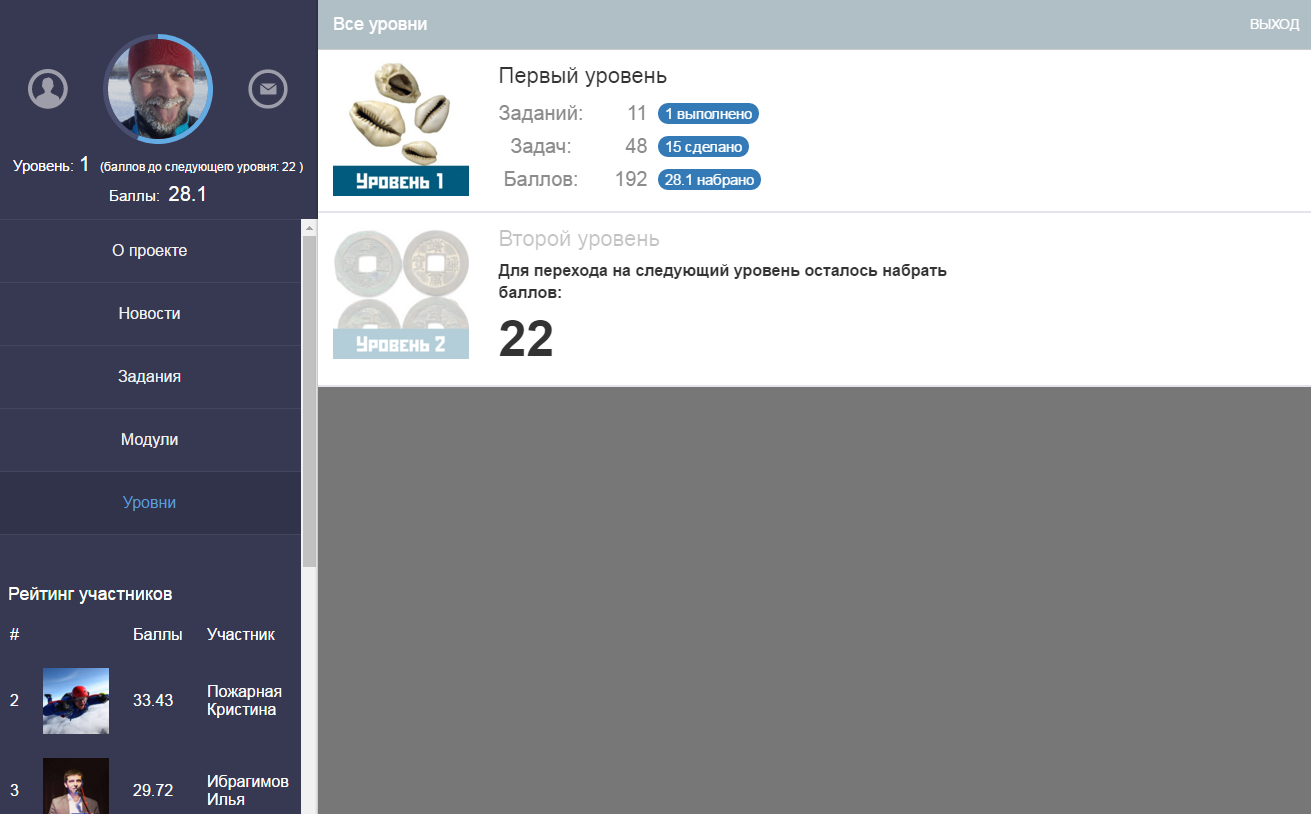 Уровень: 1 (баллов до следующего уровня: 22 )
Баллы: 28.1
О проекте
Новости
Задания
Модули
Уровни
Рейтинг участников
# Баллы Участник
2 33.43 Пожарная
Кристина
3 29.72 Ибрагимов
Илья
Все уровни
ВЫХОД
Уровень 1
Первый уровень
Заданий: 11 1 выполнено
Задач: 48 15 сделано
Баллов: 192 28.1 набрано
Уровень 2
Второй уровень
Для перехода на следующий уровень осталось набрать
баллов:
22